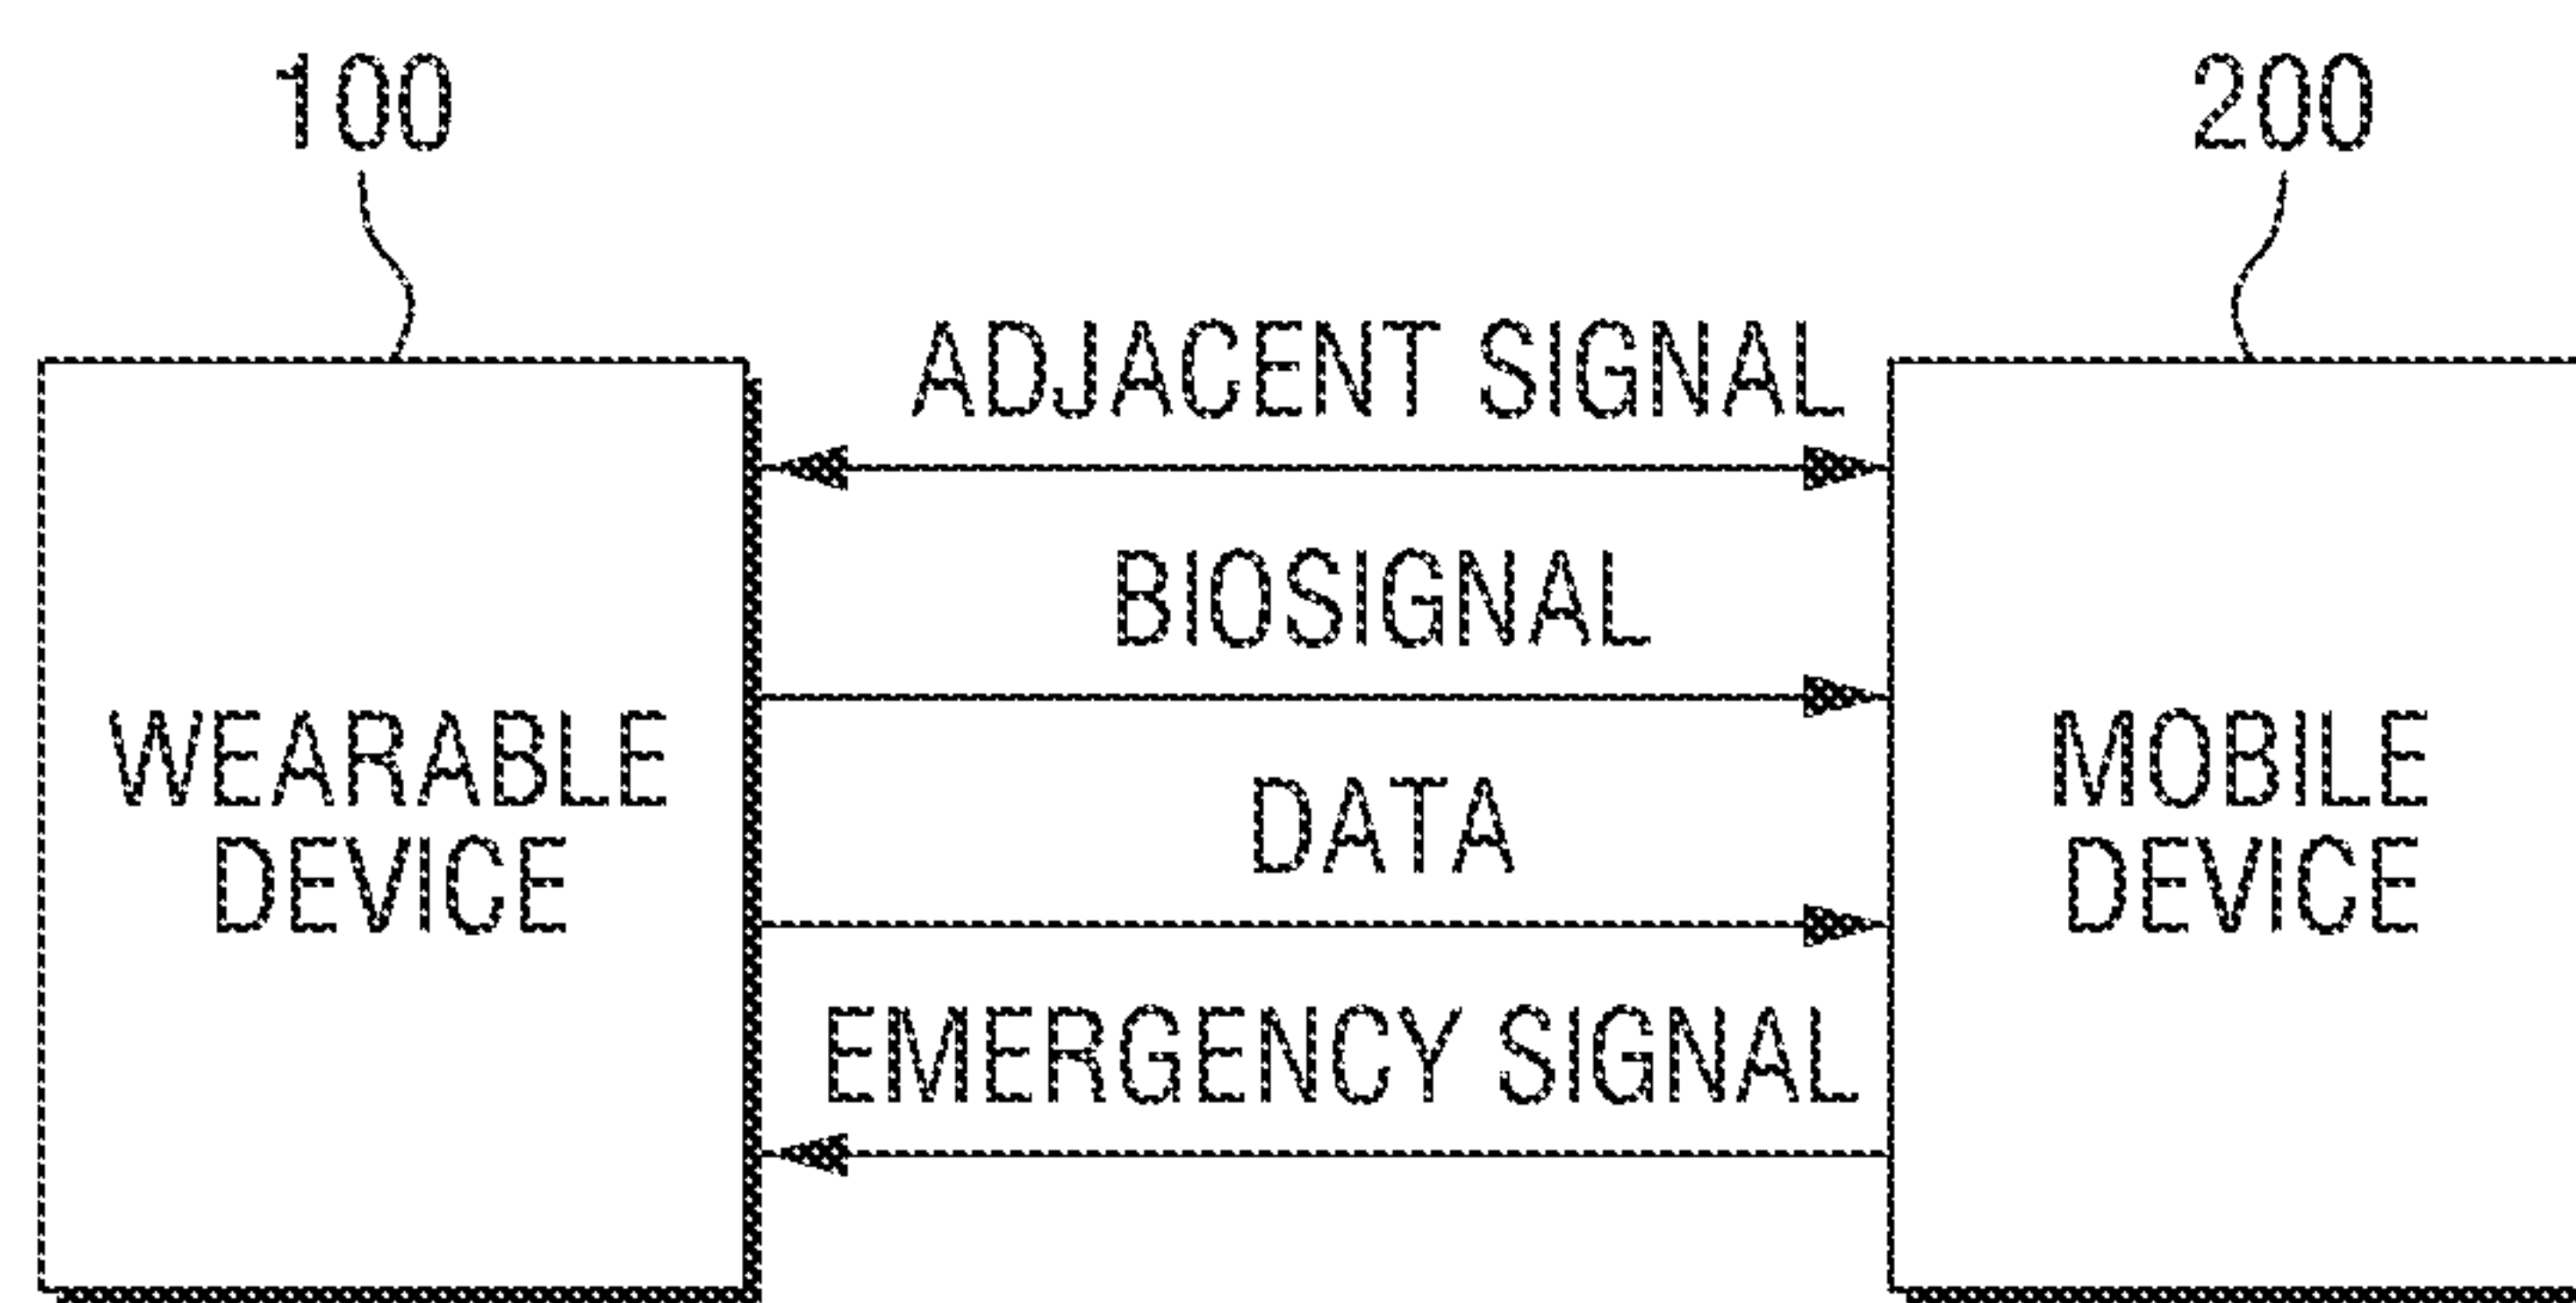 100
200
ADJACENT SIGNAL
BIOSIGNAL
WEARABLE
DEVICE
DATA
MOBILE
DEVICE
EMERGENCY SIGNAL